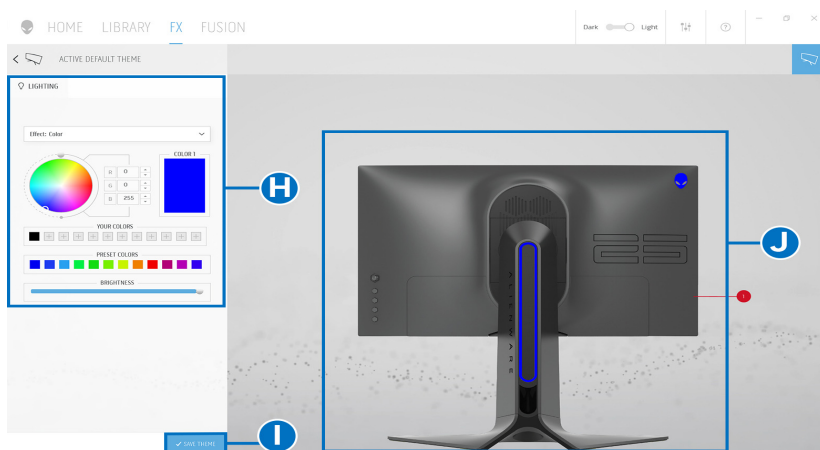 HOME LIBRARY FX FUSION Dark Light
ACTIVE DEFAULT THEME
LIGHTING
Effect: Color
COLOR 1
R 0
G 0
B 255
YOUR COLORS
PRESET COLORS
BRIGHTNESS
SAVE THEME
H
I
J
1
25